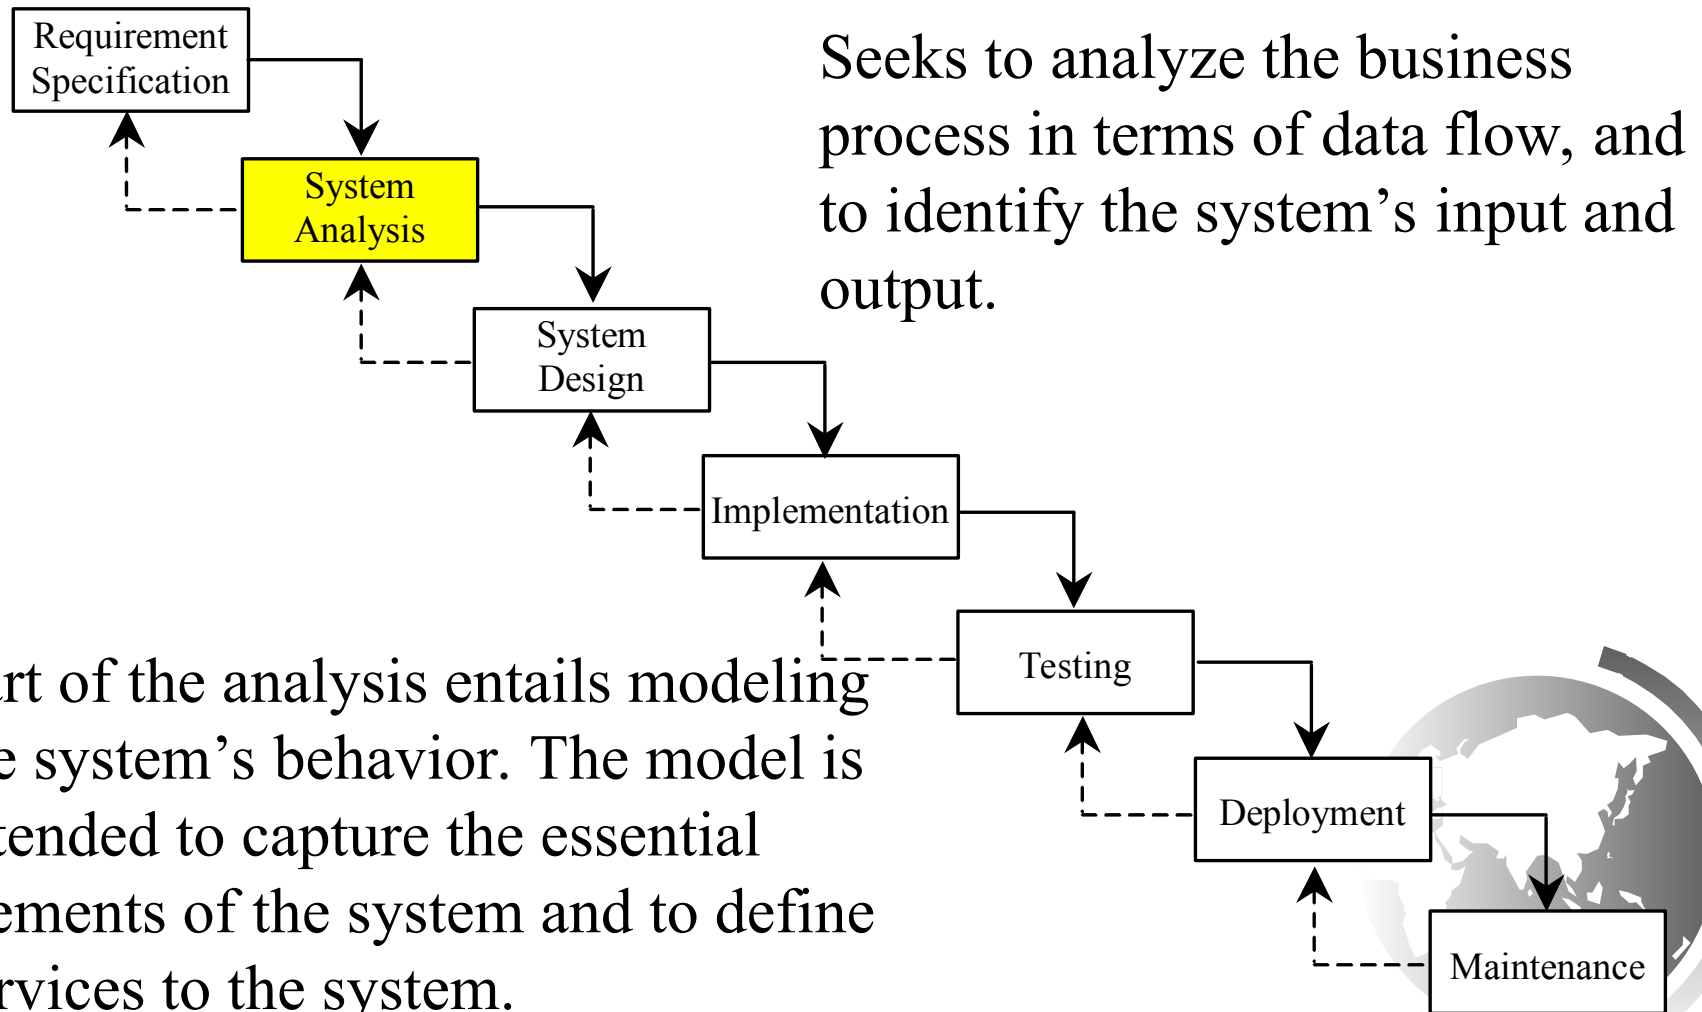 Requirement
Specification
Seeks to analyze the business
process in terms of data flow, and
to identify the system’s input and
output.
System
Analysis
System
Design
Implementation
Testing
art of the analysis entails modeling
e system’s behavior. The model is
tended to capture the essential
ements of the system and to define
rvices to the system.
Deployment
Maintenance